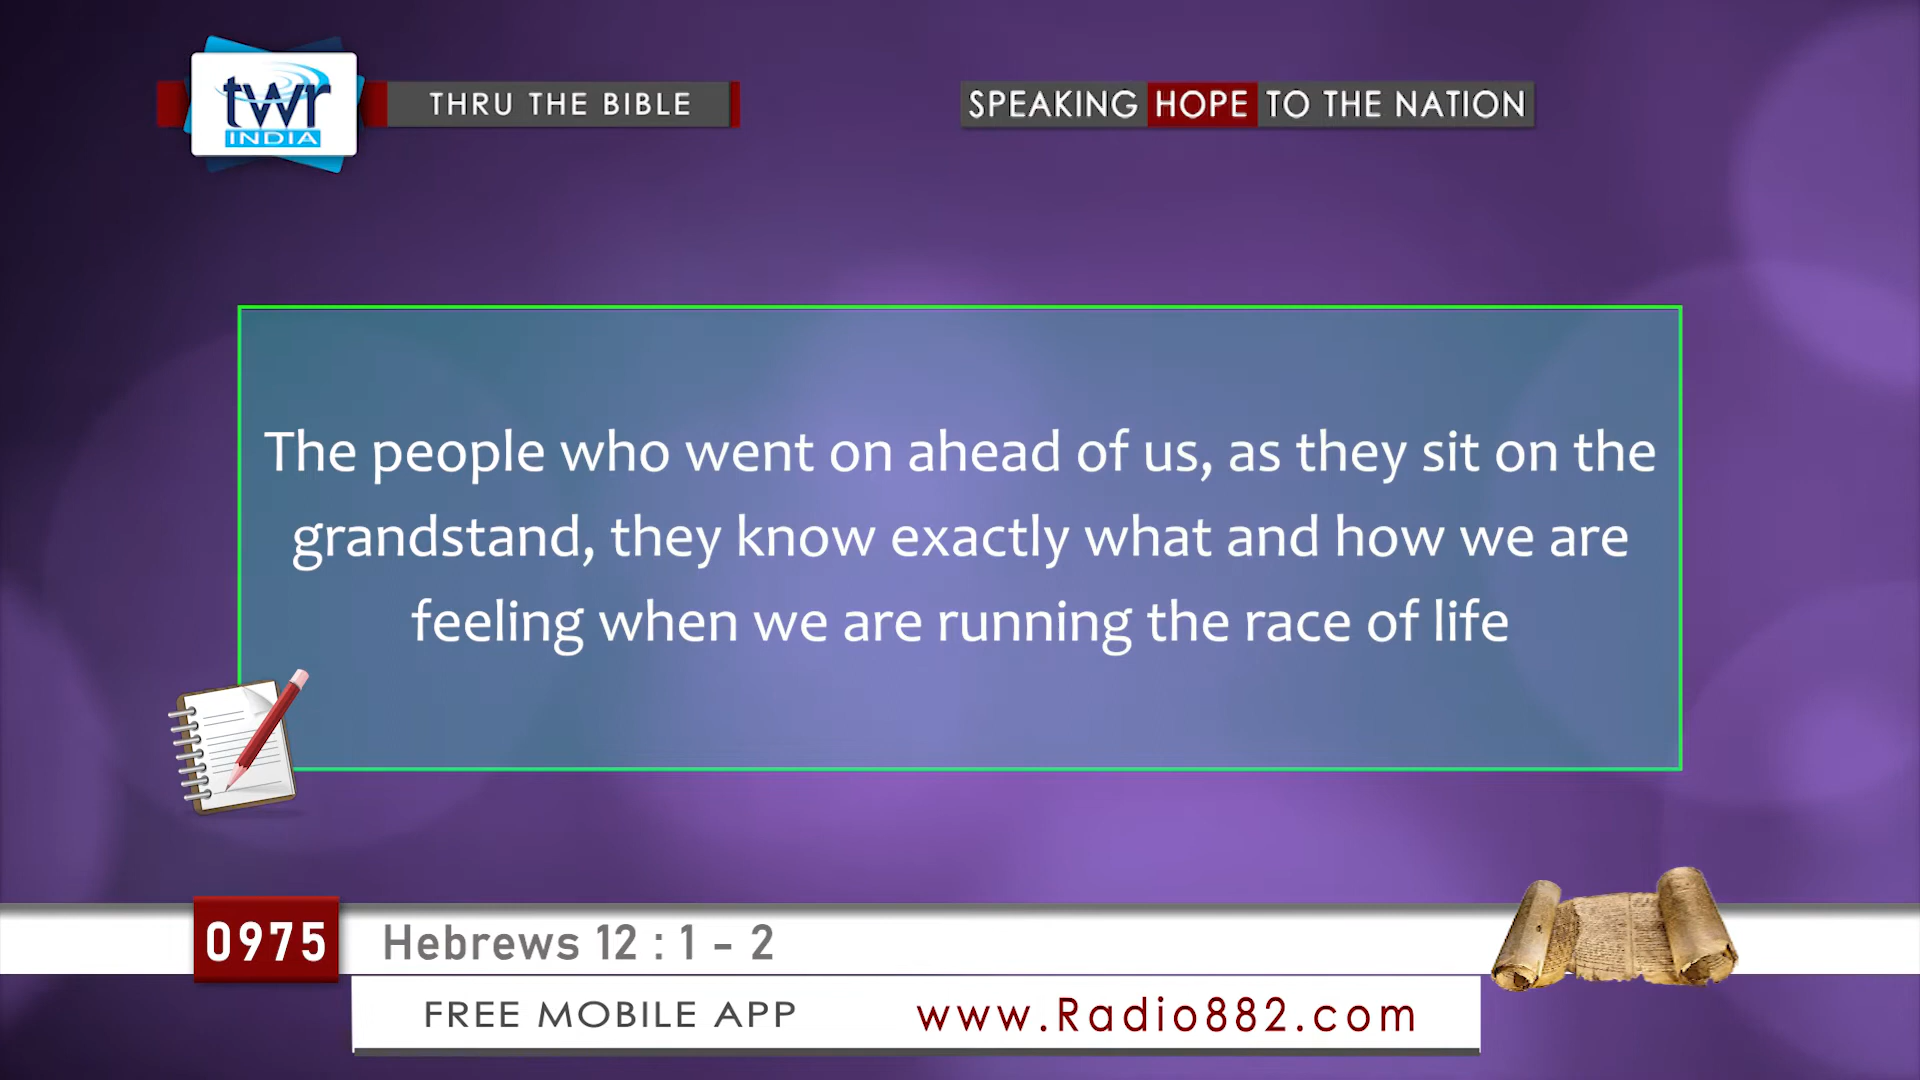 twr
INDIA
THRU THE BIBLE
SPEAKING HOPE TO THE NATION
The people who went on ahead of us, as they sit on the
grandstand, they know exactly what and how we are
feeling when we are running the race of life
0975
Hebrews 12 : 1 - 2
FREE MOBILE APP
www.Radio882.com